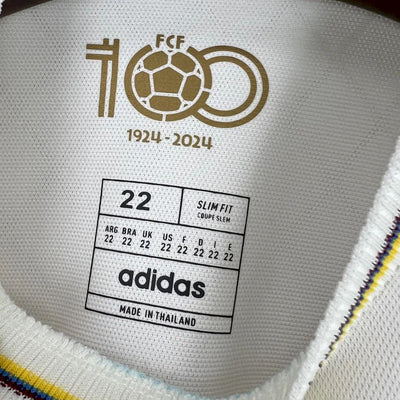 FCF
100
1924 - 2024
22
SLIM FIT
COUPE SLEM
ARG BRA UK US F D I E
22 22 22 22 22 22 22 22
adidas
MADE IN THAILAND